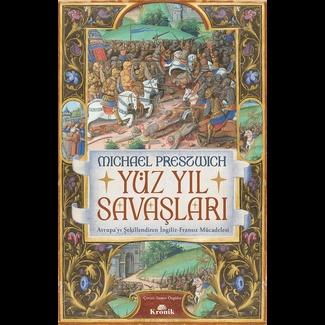 MICHAEL PRESTWICH
YÜZ YIL
SAVAŞLARI
Avrupa'yı Şekillendiren İngiliz-Fransız Mücadelesi
Kronik